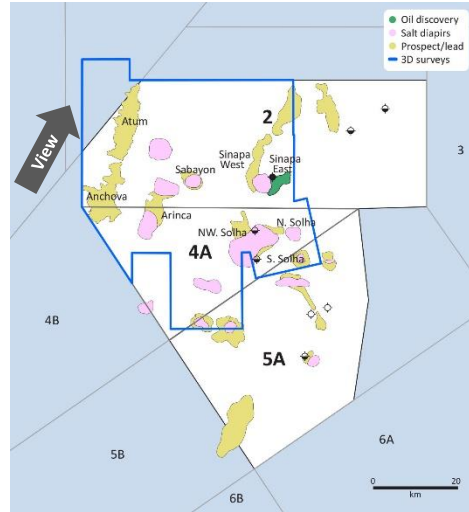 Oil discovery
Salt diapirs
Prospect/lead
3D surveys
View
Atum
2
3
Sinapa
West
Sinapa
East
Sabayon
Anchova
Arinca
NW. Solha
N. Solha
4A
S. Solha
4B
5A
5B
6A
6B
0
20
km